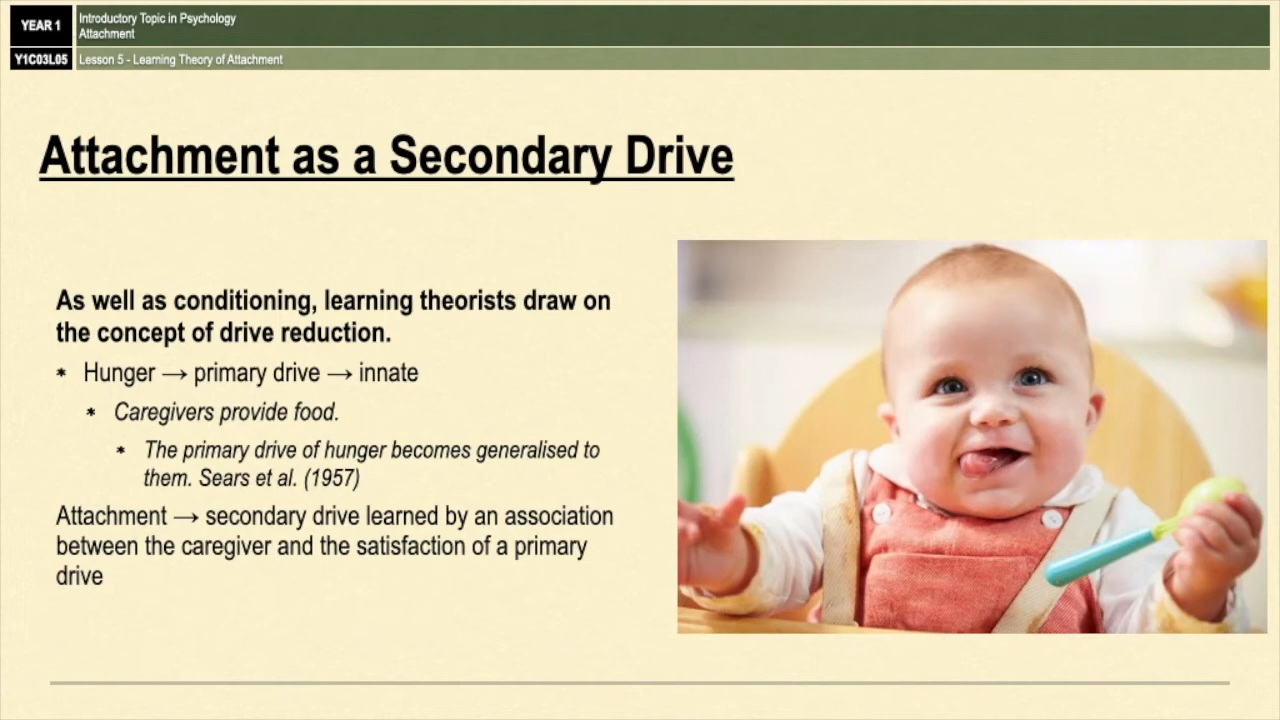 YEAR 1
Introductory Topic in Psychology
Attachment
Y1C03L05
Lesson 5 - Learning Theory of Attachment
Attachment as a Secondary Drive
As well as conditioning, learning theorists draw on
the concept of drive reduction.
* Hunger → primary drive → innate
* Caregivers provide food.
* The primary drive of hunger becomes generalised to
them. Sears et al. (1957)
Attachment → secondary drive learned by an association
between the caregiver and the satisfaction of a primary
drive